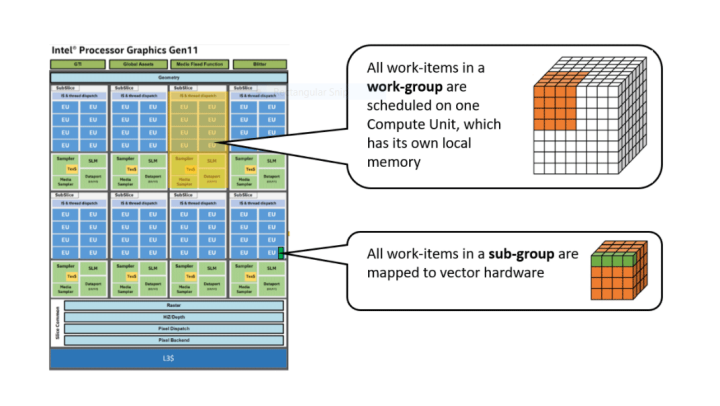 Intel® Processor Graphics Gen11
GTI Global Assets Media Fixed Function Blitter
Geometry
SubSlice SubSlice SubSlice SubSlice
IS & thread dispatch IS & thread dispatch IS & thread dispatch IS & thread dispatch
EU EU EU EU EU EU EU EU
EU EU EU EU EU EU EU EU
EU EU EU EU EU EU EU EU
EU EU EU EU EU EU EU EU
Sampler SLM Sampler SLM Sampler SLM Sampler SLM
Tex$ Tex$ Tex$ Tex$
Media Sampler Dataport Media Sampler Dataport Media Sampler Dataport Media Sampler Dataport
SubSlice SubSlice SubSlice SubSlice
IS & thread dispatch IS & thread dispatch IS & thread dispatch IS & thread dispatch
EU EU EU EU EU EU EU EU
EU EU EU EU EU EU EU EU
EU EU EU EU EU EU EU EU
EU EU EU EU EU EU EU EU
Sampler SLM Sampler SLM Sampler SLM Sampler SLM
Tex$ Tex$ Tex$ Tex$
Media Sampler Dataport Media Sampler Dataport Media Sampler Dataport Media Sampler Dataport
Slice Common
Raster
HiZ/Depth
Pixel Dispatch
Pixel Backend
L3$
All work-items in a
work-group are
scheduled on one
Compute Unit, which
has its own local
memory
All work-items in a sub-group are
mapped to vector hardware